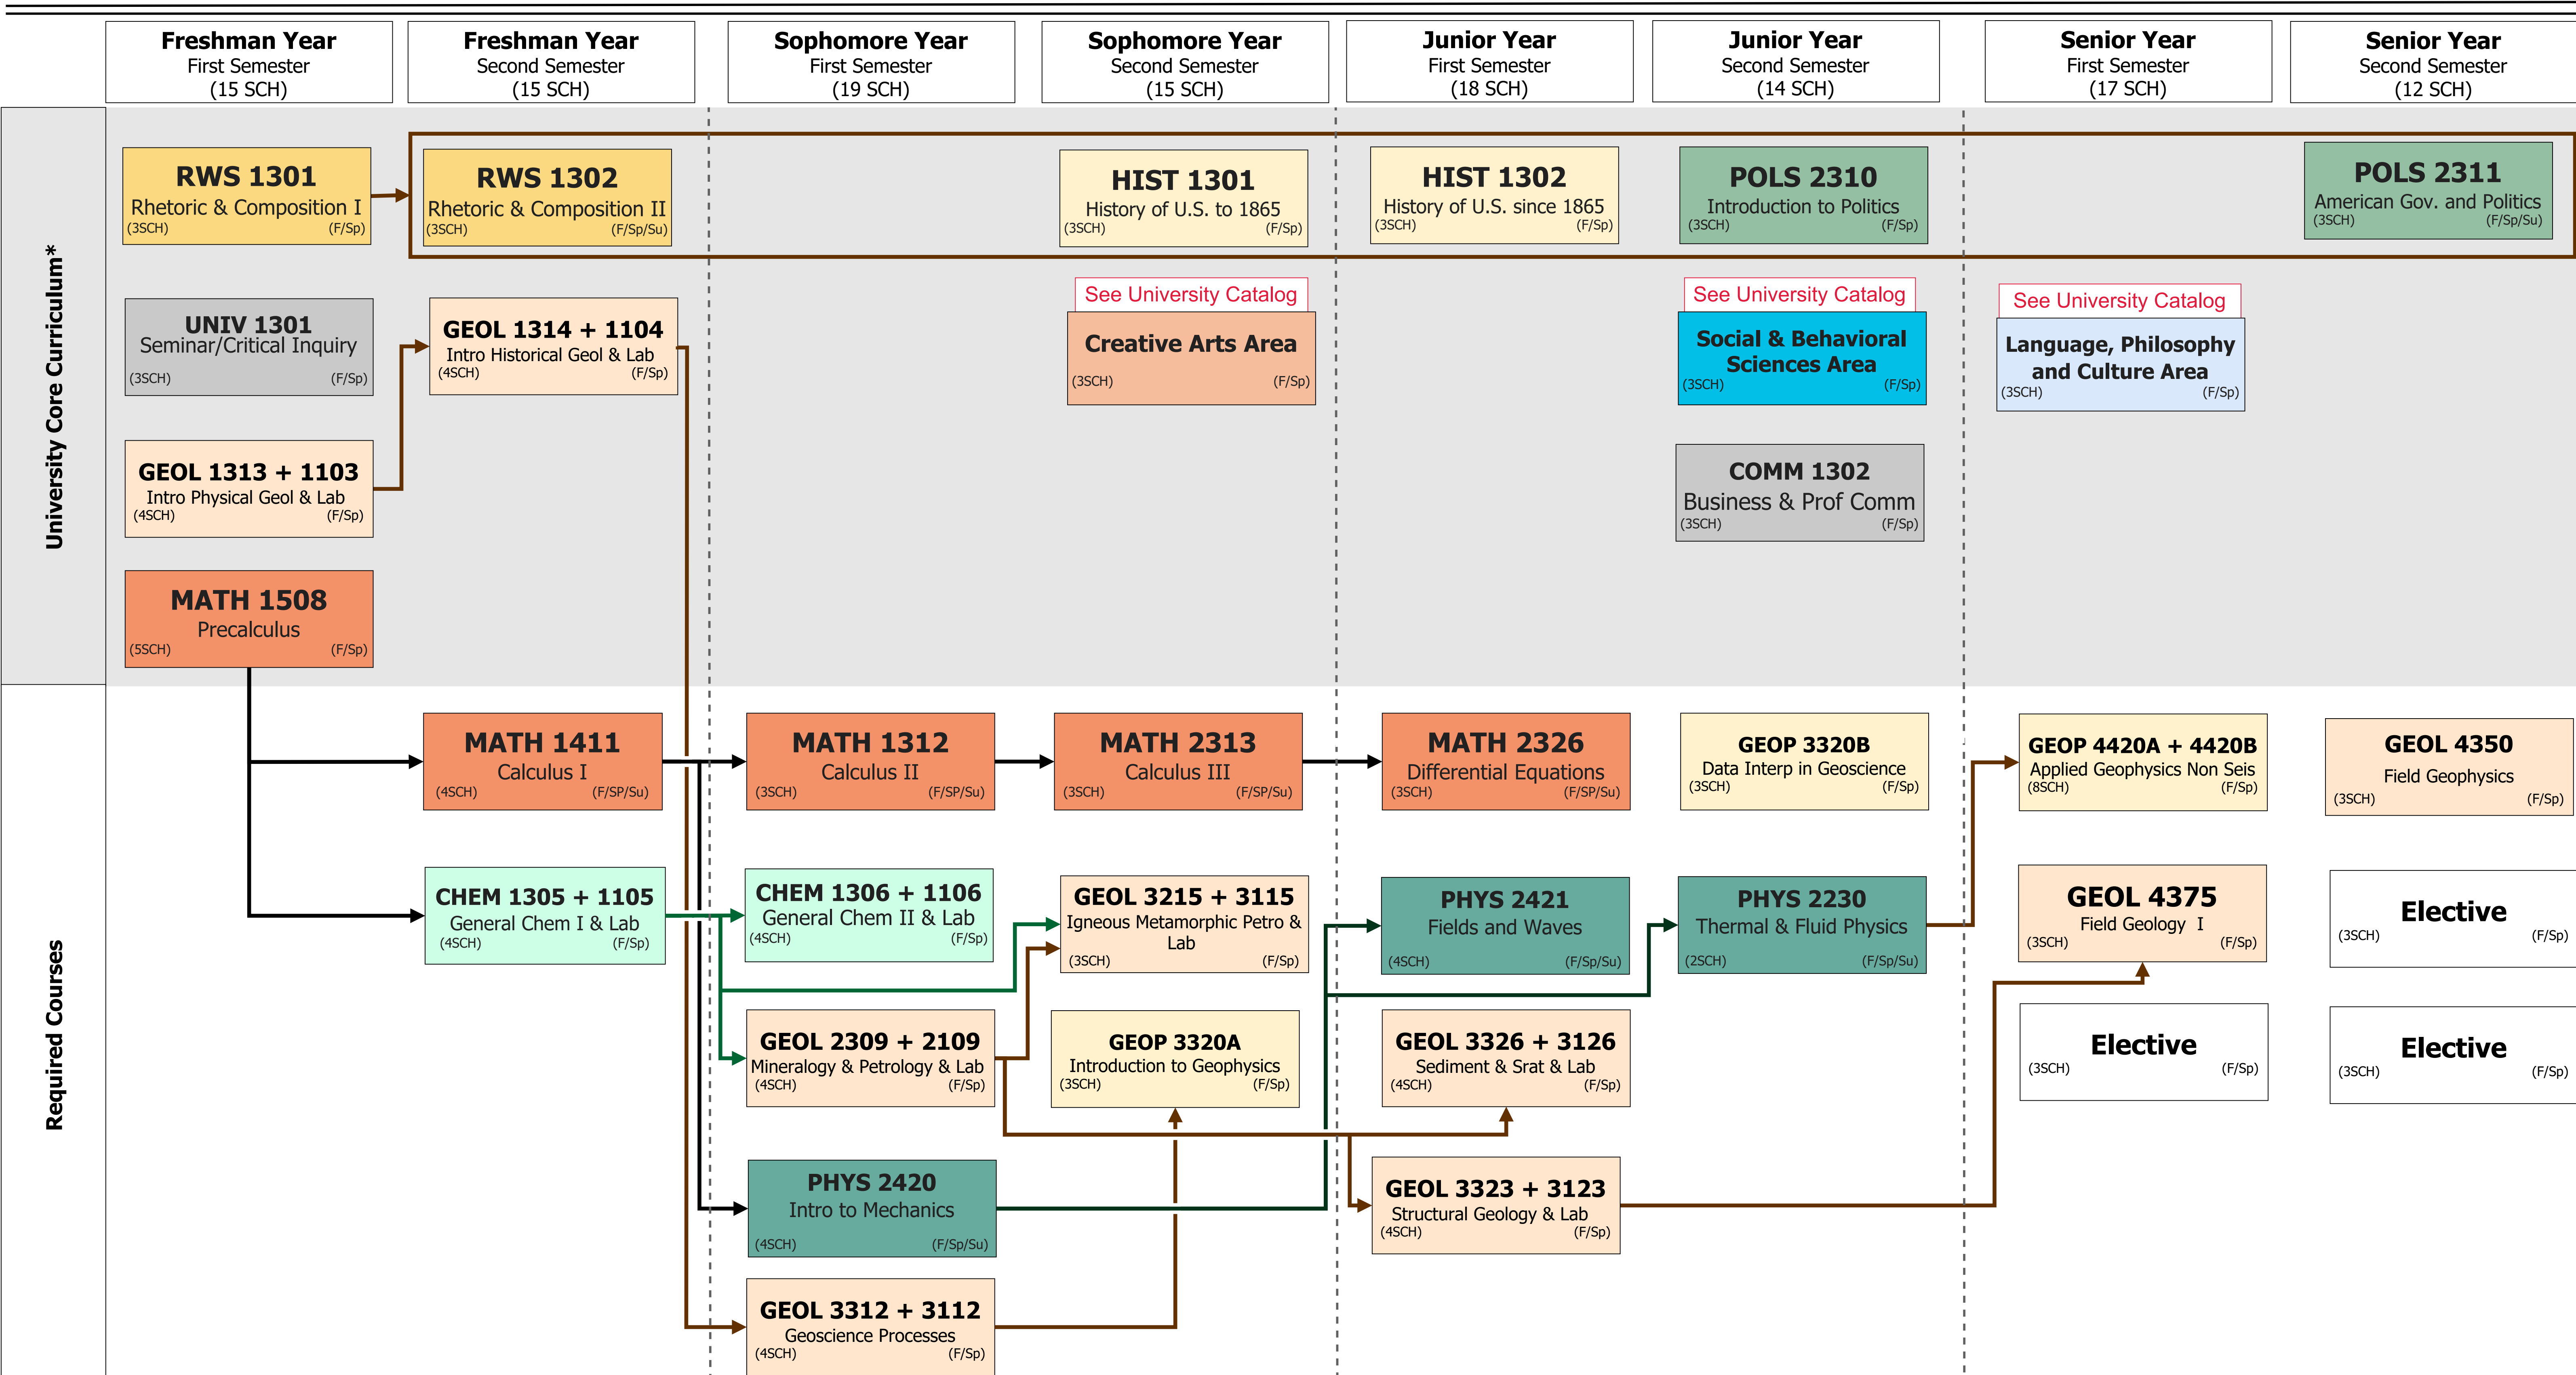 Freshman Year
First Semester
(15 SCH)
Freshman Year
Second Semester
(15 SCH)
Sophomore Year
First Semester
(19 SCH)
Sophomore Year
Second Semester
(15 SCH)
Junior Year
First Semester
(18 SCH)
Junior Year
Second Semester
(14 SCH)
Senior Year
First Semester
(17 SCH)
Senior Year
Second Semester
(12 SCH)
University Core Curriculum*
RWS 1301
Rhetoric & Composition I
(3SCH) (F/Sp)
RWS 1302
Rhetoric & Composition II
(3SCH) (F/Sp/Su)
HIST 1301
History of U.S. to 1865
(3SCH) (F/Sp)
HIST 1302
History of U.S. since 1865
(3SCH) (F/Sp)
POLS 2310
Introduction to Politics
(3SCH) (F/Sp)
POLS 2311
American Gov. and Politics
(3SCH) (F/Sp/Su)
UNIV 1301
Seminar/Critical Inquiry
(3SCH) (F/Sp)
GEOL 1314 + 1104
Intro Historical Geol & Lab
(4SCH) (F/Sp)
See University Catalog
Creative Arts Area
(3SCH) (F/Sp)
See University Catalog
Social & Behavioral
Sciences Area
(3SCH) (F/Sp)
See University Catalog
Language, Philosophy
and Culture Area
(3SCH) (F/Sp)
GEOL 1313 + 1103
Intro Physical Geol & Lab
(4SCH) (F/Sp)
COMM 1302
Business & Prof Comm
(3SCH) (F/Sp)
MATH 1508
Precalculus
(5SCH) (F/Sp)
Required Courses
MATH 1411
Calculus I
(4SCH) (F/SP/Su)
MATH 1312
Calculus II
(3SCH) (F/SP/Su)
MATH 2313
Calculus III
(3SCH) (F/SP/Su)
MATH 2326
Differential Equations
(3SCH) (F/SP/Su)
GEOP 3320B
Data Interp in Geoscience
(3SCH) (F/Sp)
GEOP 4420A + 4420B
Applied Geophysics Non Seis
(8SCH) (F/Sp)
GEOL 4350
Field Geophysics
(3SCH) (F/Sp)
CHEM 1305 + 1105
General Chem I & Lab
(4SCH) (F/Sp)
CHEM 1306 + 1106
General Chem II & Lab
(4SCH) (F/Sp)
GEOL 3215 + 3115
Igneous Metamorphic Petro &
Lab
(3SCH) (F/Sp)
PHYS 2421
Fields and Waves
(4SCH) (F/Sp/Su)
PHYS 2230
Thermal & Fluid Physics
(2SCH) (F/Sp/Su)
GEOL 4375
Field Geology I
(3SCH) (F/Sp)
Elective
(3SCH) (F/Sp)
GEOL 2309 + 2109
Mineralogy & Petrology & Lab
(4SCH) (F/Sp)
GEOP 3320A
Introduction to Geophysics
(3SCH) (F/Sp)
GEOL 3326 + 3126
Sediment & Srat & Lab
(4SCH) (F/Sp)
Elective
(3SCH) (F/Sp)
Elective
(3SCH) (F/Sp)
PHYS 2420
Intro to Mechanics
(4SCH) (F/Sp/Su)
GEOL 3323 + 3123
Structural Geology & Lab
(4SCH) (F/Sp)
GEOL 3312 + 3112
Geoscience Processes
(4SCH) (F/Sp)